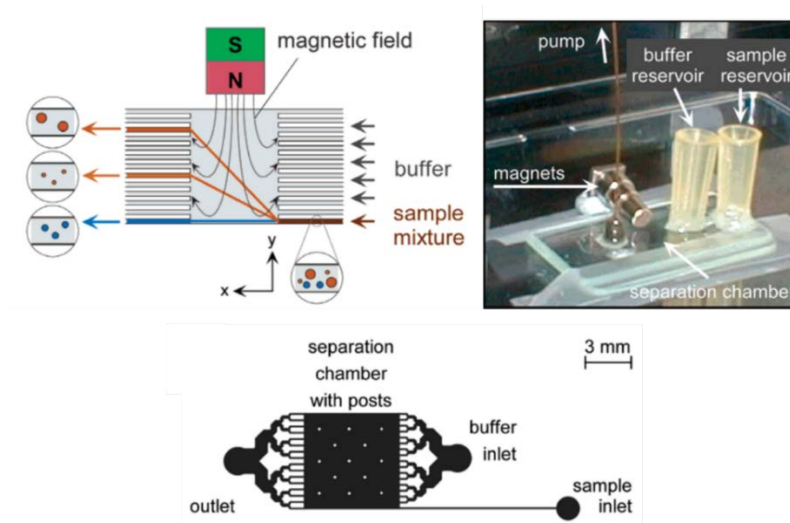 S
N
magnetic field
buffer
sample
mixture
y
x
pump
buffer
reservoir
sample
reservoir
magnets
separation chamber
separation
chamber
with posts
3 mm
buffer
inlet
outlet
sample
inlet